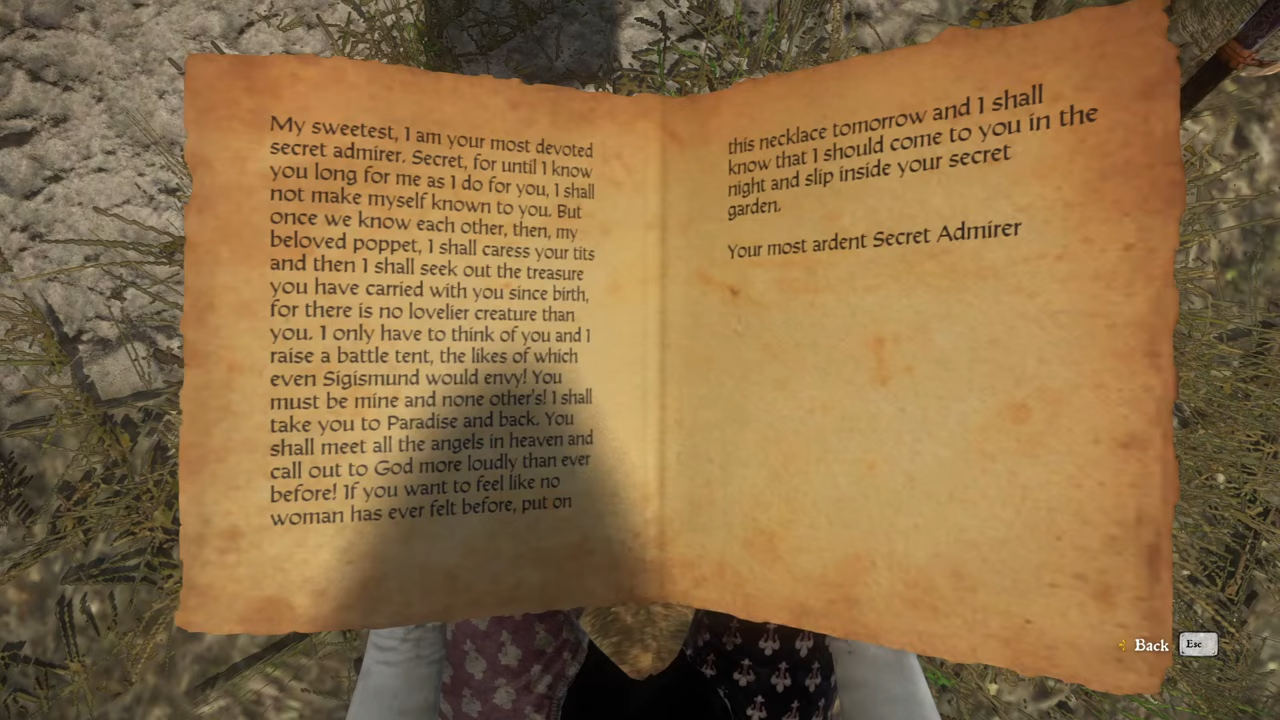 My sweetest, I am your most devoted
secret admirer. Secret, for until I know
you long for me as I do for you, I shall
not make myself known to you. But
once we know each other, then, my
beloved poppet, I shall caress your tits
and then I shall seek out the treasure
you have carried with you since birth,
for there is no lovelier creature than
you. I only have to think of you and I
raise a battle tent, the likes of which
even Sigismund would envy! You
must be mine and none other's! I shall
take you to Paradise and back. You
shall meet all the angels in heaven and
call out to God more loudly than ever
before! If you want to feel like no
woman has ever felt before, put on
this necklace tomorrow and I shall
know that I should come to you in the
night and slip inside your secret
garden.
Your most ardent Secret Admirer
Back Esc